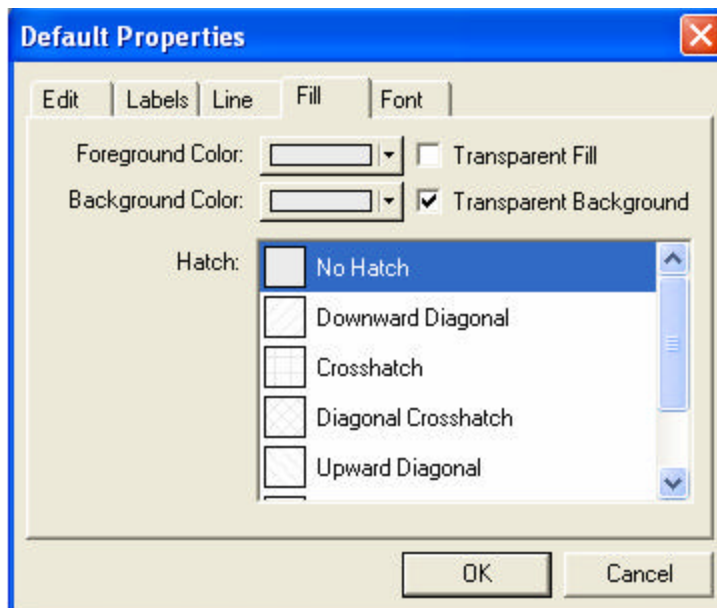 Default Properties
Edit Labels Line Fill Font
Foreground Color: Transparent Fill
Background Color: Transparent Background
Hatch: No Hatch
Downward Diagonal
Crosshatch
Diagonal Crosshatch
Upward Diagonal
OK Cancel